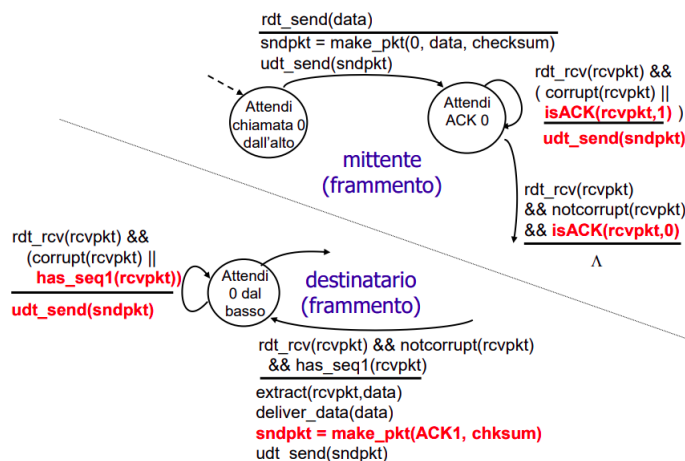 rdt_send(data)
sndpkt = make_pkt(0, data, checksum)
udt_send(sndpkt)
Attendi
chiamata 0
dall'alto
Attendi
ACK 0
rdt_rcv(rcvpkt) &&
( corrupt(rcvpkt) ||
isACK(rcvpkt,1) )
udt_send(sndpkt)
mittente
(frammento)
rdt_rcv(rcvpkt)
&& notcorrupt(rcvpkt)
&& isACK(rcvpkt,0)
Λ
rdt_rcv(rcvpkt) &&
(corrupt(rcvpkt) ||
has_seq1(rcvpkt))
udt_send(sndpkt)
Attendi
0 dal
basso
destinatario
(frammento)
rdt_rcv(rcvpkt) && notcorrupt(rcvpkt)
&& has_seq1(rcvpkt)
extract(rcvpkt,data)
deliver_data(data)
sndpkt = make_pkt(ACK1, chksum)
udt_send(sndpkt)